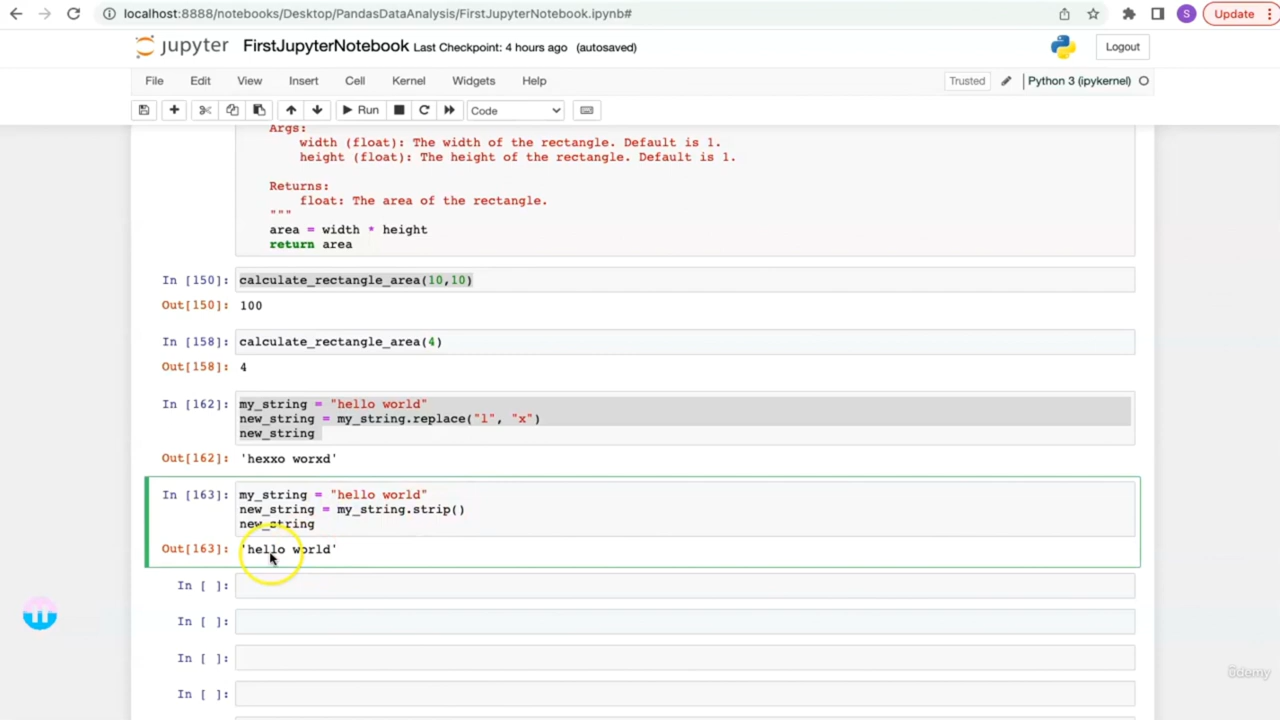 localhost:8888/notebooks/Desktop/PandasDataAnalysis/FirstJupyterNotebook.ipynb#
S
Update
jupyter FirstJupyterNotebook Last Checkpoint: 4 hours ago (autosaved)
Logout
File Edit View Insert Cell Kernel Widgets Help
Trusted Python 3 (ipykernel)
Run Code
Args:
width (float): The width of the rectangle. Default is 1.
height (float): The height of the rectangle. Default is 1.
Returns:
float: The area of the rectangle.
"""
area = width * height
return area
In [150]: calculate_rectangle_area(10,10)
Out[150]: 100
In [158]: calculate_rectangle_area(4)
Out[158]: 4
In [162]: my_string = "hello world"
new_string = my_string.replace("l", "x")
new_string
Out[162]: 'hexxo worxd'
In [163]: my_string = "hello world"
new_string = my_string.strip()
new_string
Out[163]: 'hello world'
In [ ]:
In [ ]:
In [ ]:
In [ ]:
ûdemy